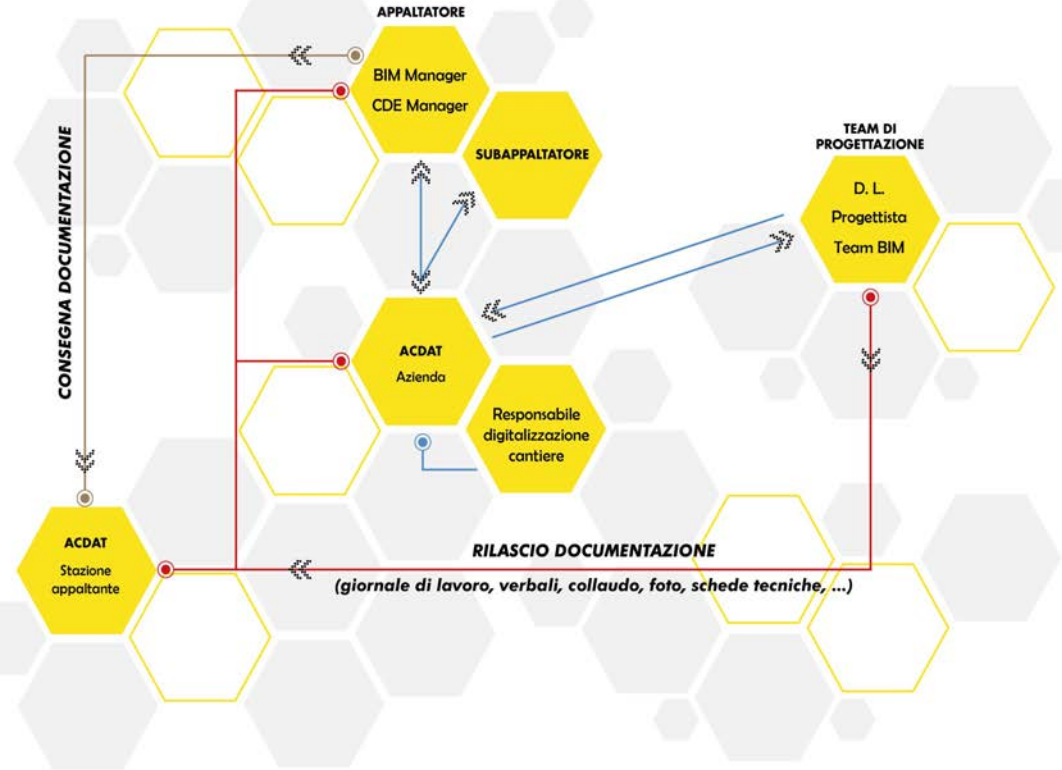 APPALTATORE
BIM Manager
CDE Manager
SUBAPPALTATORE
TEAM DI
PROGETTAZIONE
D. L.
Progettista
Team BIM
CONSEGNA DOCUMENTAZIONE
ACDAT
Azienda
Responsabile
digitalizzazione
cantiere
ACDAT
Stazione
appaltante
RILASCIO DOCUMENTAZIONE
(giornale di lavoro, verbali, collaudo, foto, schede tecniche, ...)